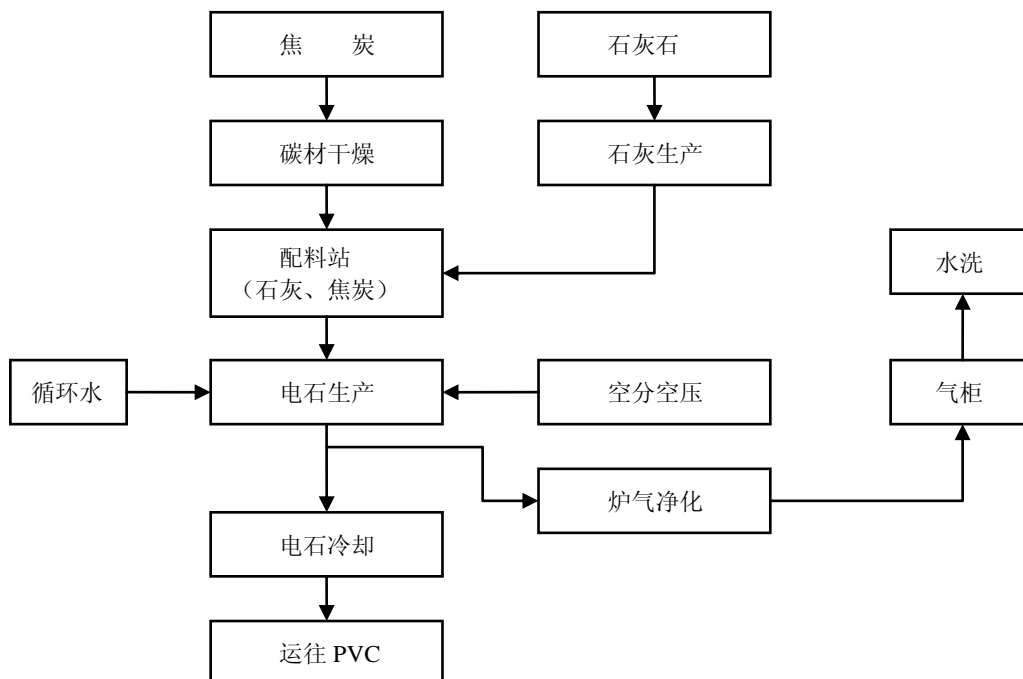 焦 炭
石灰石
碳材干燥
石灰生产
配料站
（石灰、焦炭）
水洗
循环水
电石生产
空分空压
气柜
炉气净化
电石冷却
运往 PVC